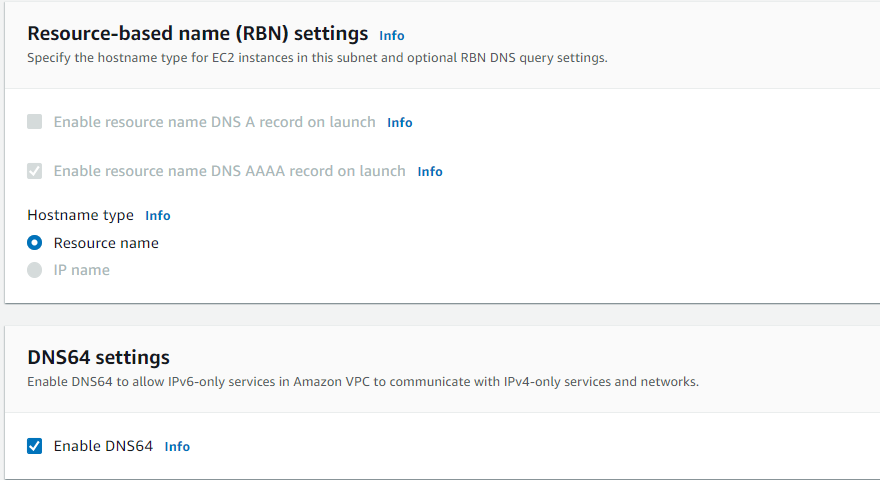 Resource-based name (RBN) settings Info
Specify the hostname type for EC2 instances in this subnet and optional RBN DNS query settings.
Enable resource name DNS A record on launch Info
Enable resource name DNS AAAA record on launch Info
Hostname type Info
Resource name
IP name
DNS64 settings
Enable DNS64 to allow IPv6-only services in Amazon VPC to communicate with IPv4-only services and networks.
Enable DNS64 Info